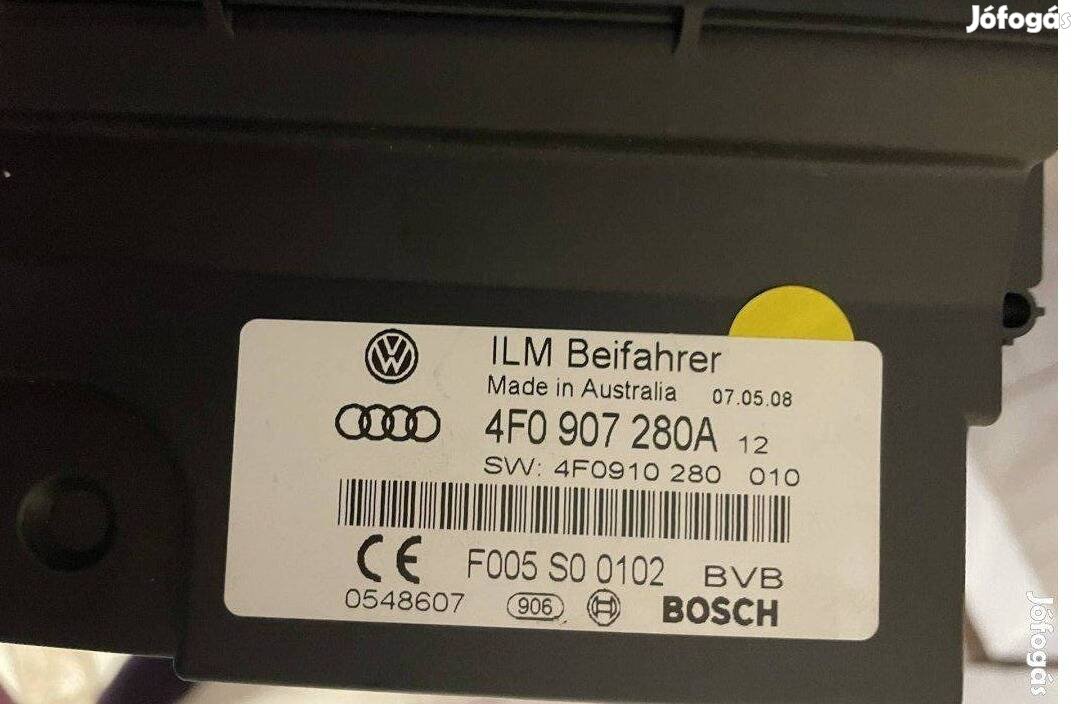 Jófogás
ILM Beifahrer
Made in Australia 07.05.08
4F0 907 280A 12
SW: 4F0910 280 010
CE F005 S0 0102 BVB
0548607 906 BOSCH
Jófogás